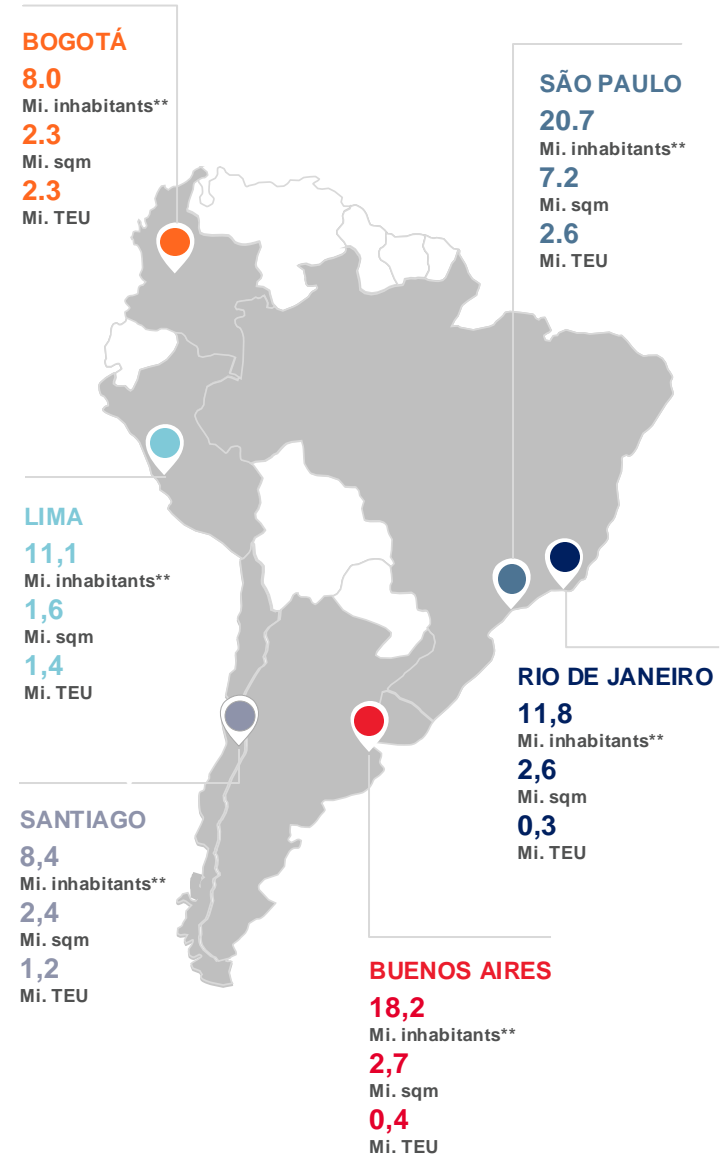 BOGOTÁ
8.0
Mi. inhabitants**
2.3
Mi. sqm
2.3
Mi. TEU
SÃO PAULO
20.7
Mi. inhabitants**
7.2
Mi. sqm
2.6
Mi. TEU
LIMA
11,1
Mi. inhabitants**
1,6
Mi. sqm
1,4
Mi. TEU
RIO DE JANEIRO
11,8
Mi. inhabitants**
2,6
Mi. sqm
0,3
Mi. TEU
SANTIAGO
8,4
Mi. inhabitants**
2,4
Mi. sqm
1,2
Mi. TEU
BUENOS AIRES
18,2
Mi. inhabitants**
2,7
Mi. sqm
0,4
Mi. TEU